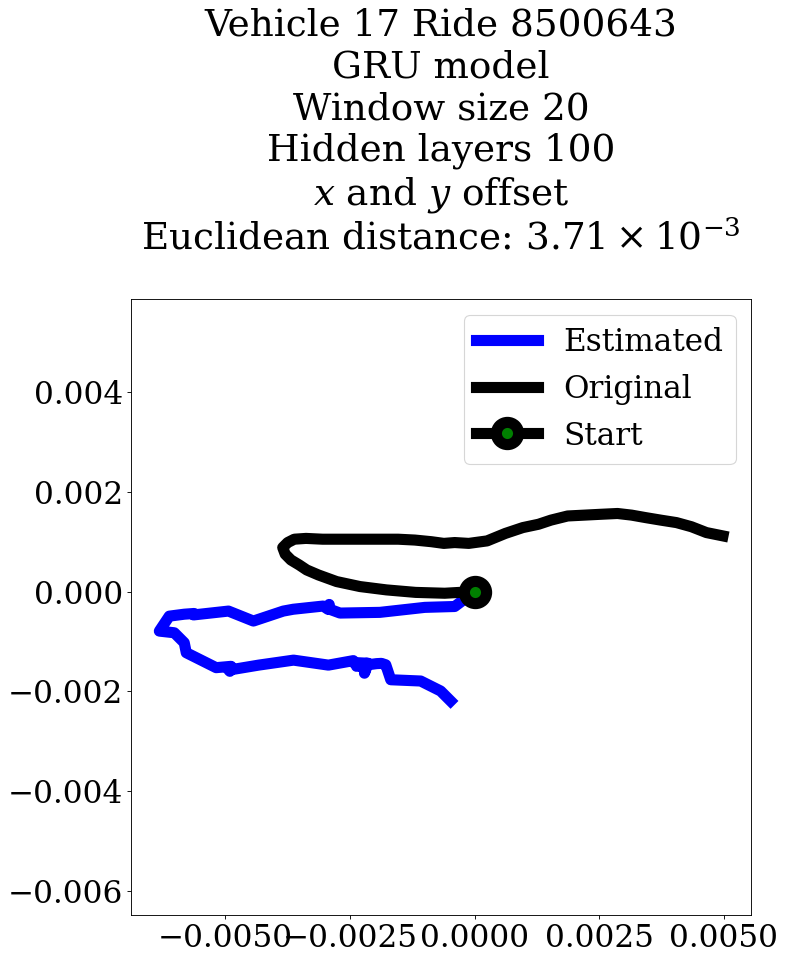 Vehicle 17 Ride 8500643
GRU model
Window size 20
Hidden layers 100
x and y offset
Euclidean distance: 3.71 × 10⁻³
Estimated
Original
Start
0.004
0.002
0.000
−0.002
−0.004
−0.006
−0.0050 −0.0025 0.0000 0.0025 0.0050